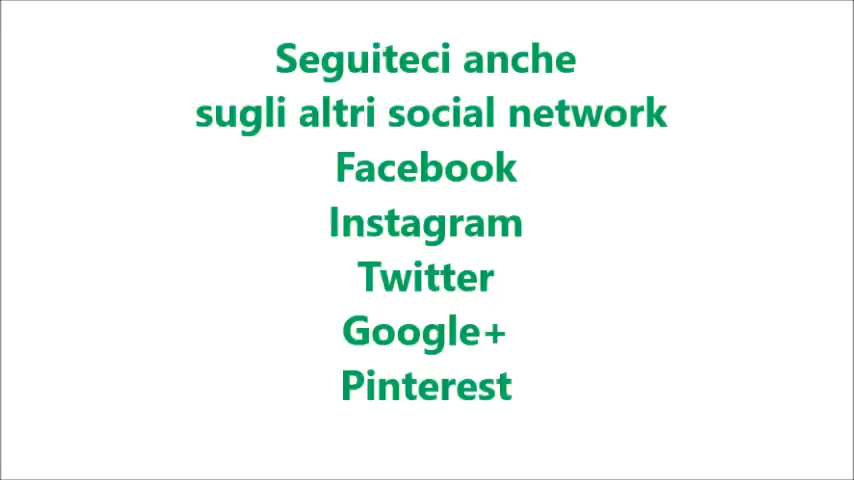 Seguiteci anche
sugli altri social network
Facebook
Instagram
Twitter
Google+
Pinterest